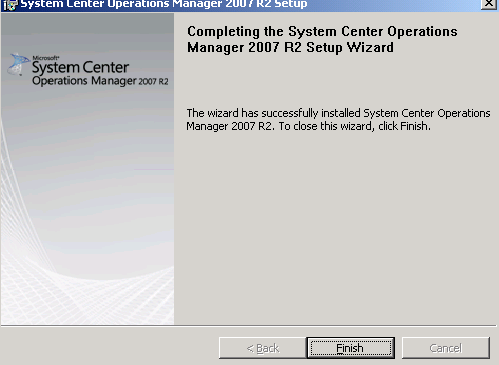 System Center Operations Manager 2007 R2 Setup
Completing the System Center Operations
Manager 2007 R2 Setup Wizard
Microsoft
System Center
Operations Manager 2007 R2
The wizard has successfully installed System Center Operations
Manager 2007 R2. To close this wizard, click Finish.
< Back
Finish
Cancel